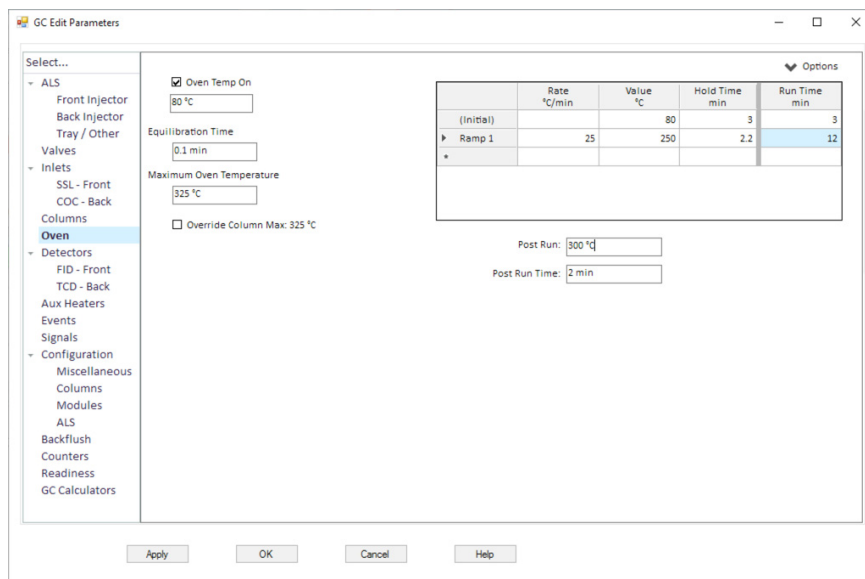 GC Edit Parameters
Select...
ALS
Front Injector
Back Injector
Tray / Other
Valves
Inlets
SSL - Front
COC - Back
Columns
Oven
Detectors
FID - Front
TCD - Back
Aux Heaters
Events
Signals
Configuration
Miscellaneous
Columns
Modules
ALS
Backflush
Counters
Readiness
GC Calculators
Oven Temp On
80 °C
Equilibration Time
0.1 min
Maximum Oven Temperature
325 °C
Override Column Max: 325 °C
Options
Rate °C/min Value °C Hold Time min Run Time min
(Initial) 80 3 3
Ramp 1 25 250 2.2 12
*
Post Run: 300 °C
Post Run Time: 2 min
Apply OK Cancel Help